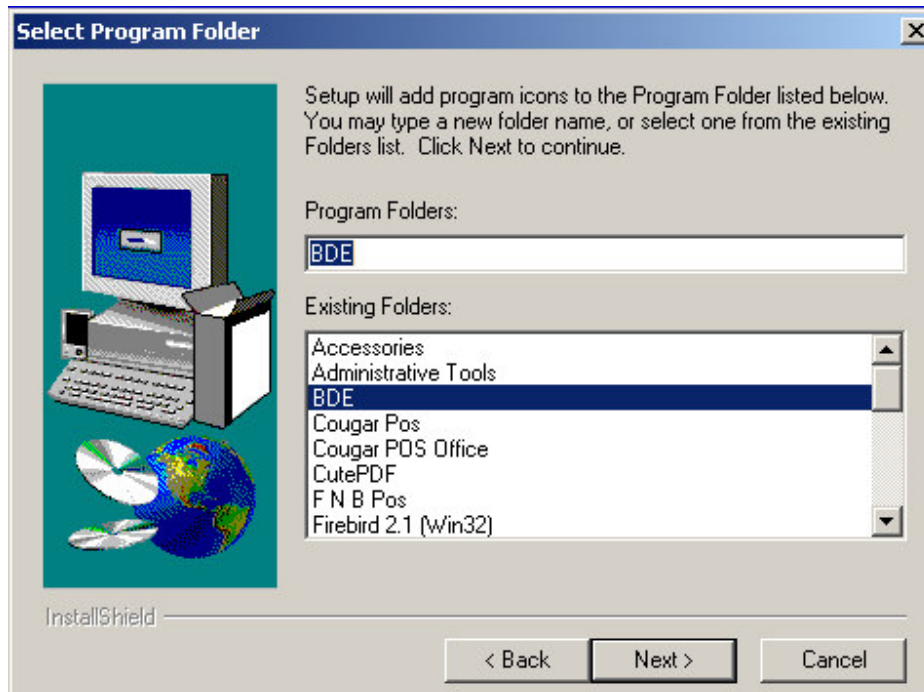 Select Program Folder
Setup will add program icons to the Program Folder listed below.
You may type a new folder name, or select one from the existing
Folders list.  Click Next to continue.
Program Folders:
BDE
Existing Folders:
Accessories
Administrative Tools
BDE
Cougar Pos
Cougar POS Office
CutePDF
F N B Pos
Firebird 2.1 (Win32)
InstallShield
< Back
Next >
Cancel